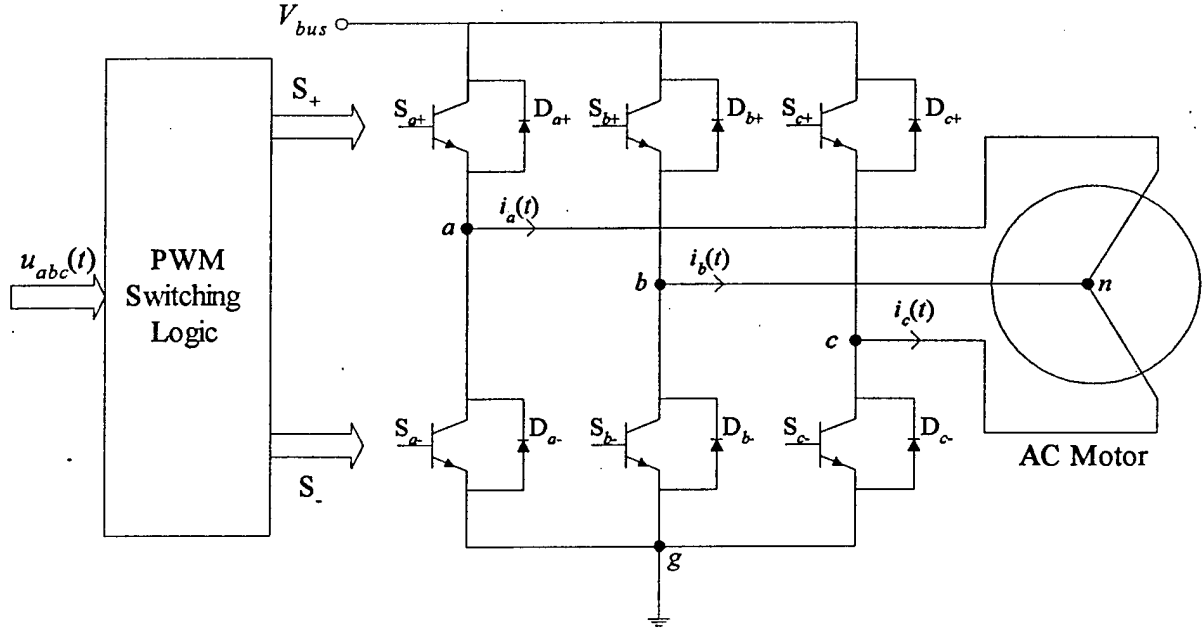 V_bus
S_+
S_a+ D_a+ S_b+ D_b+ S_c+ D_c+
i_a(t)
a
u_abc(t)
PWM
Switching
Logic
i_b(t)
b
n
i_c(t)
c
S_a- D_a- S_b- D_b- S_c- D_c-
AC Motor
S_-
g